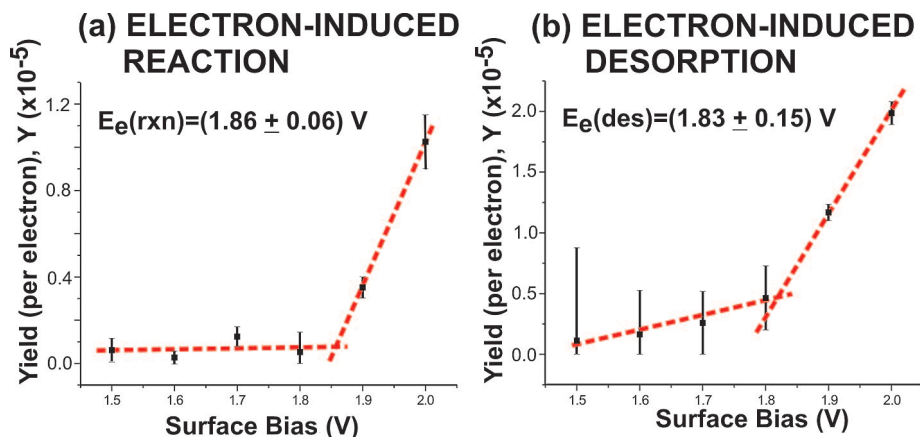 (a) ELECTRON-INDUCED
REACTION
Yield (per electron), Y (x10-5)
1.2
0.8
0.4
0.0
Ee(rxn)=(1.86 ± 0.06) V
1.5 1.6 1.7 1.8 1.9 2.0
Surface Bias (V)
(b) ELECTRON-INDUCED
DESORPTION
Yield (per electron), Y (x10-5)
2.0
1.5
1.0
0.5
0.0
Ee(des)=(1.83 ± 0.15) V
1.5 1.6 1.7 1.8 1.9 2.0
Surface Bias (V)